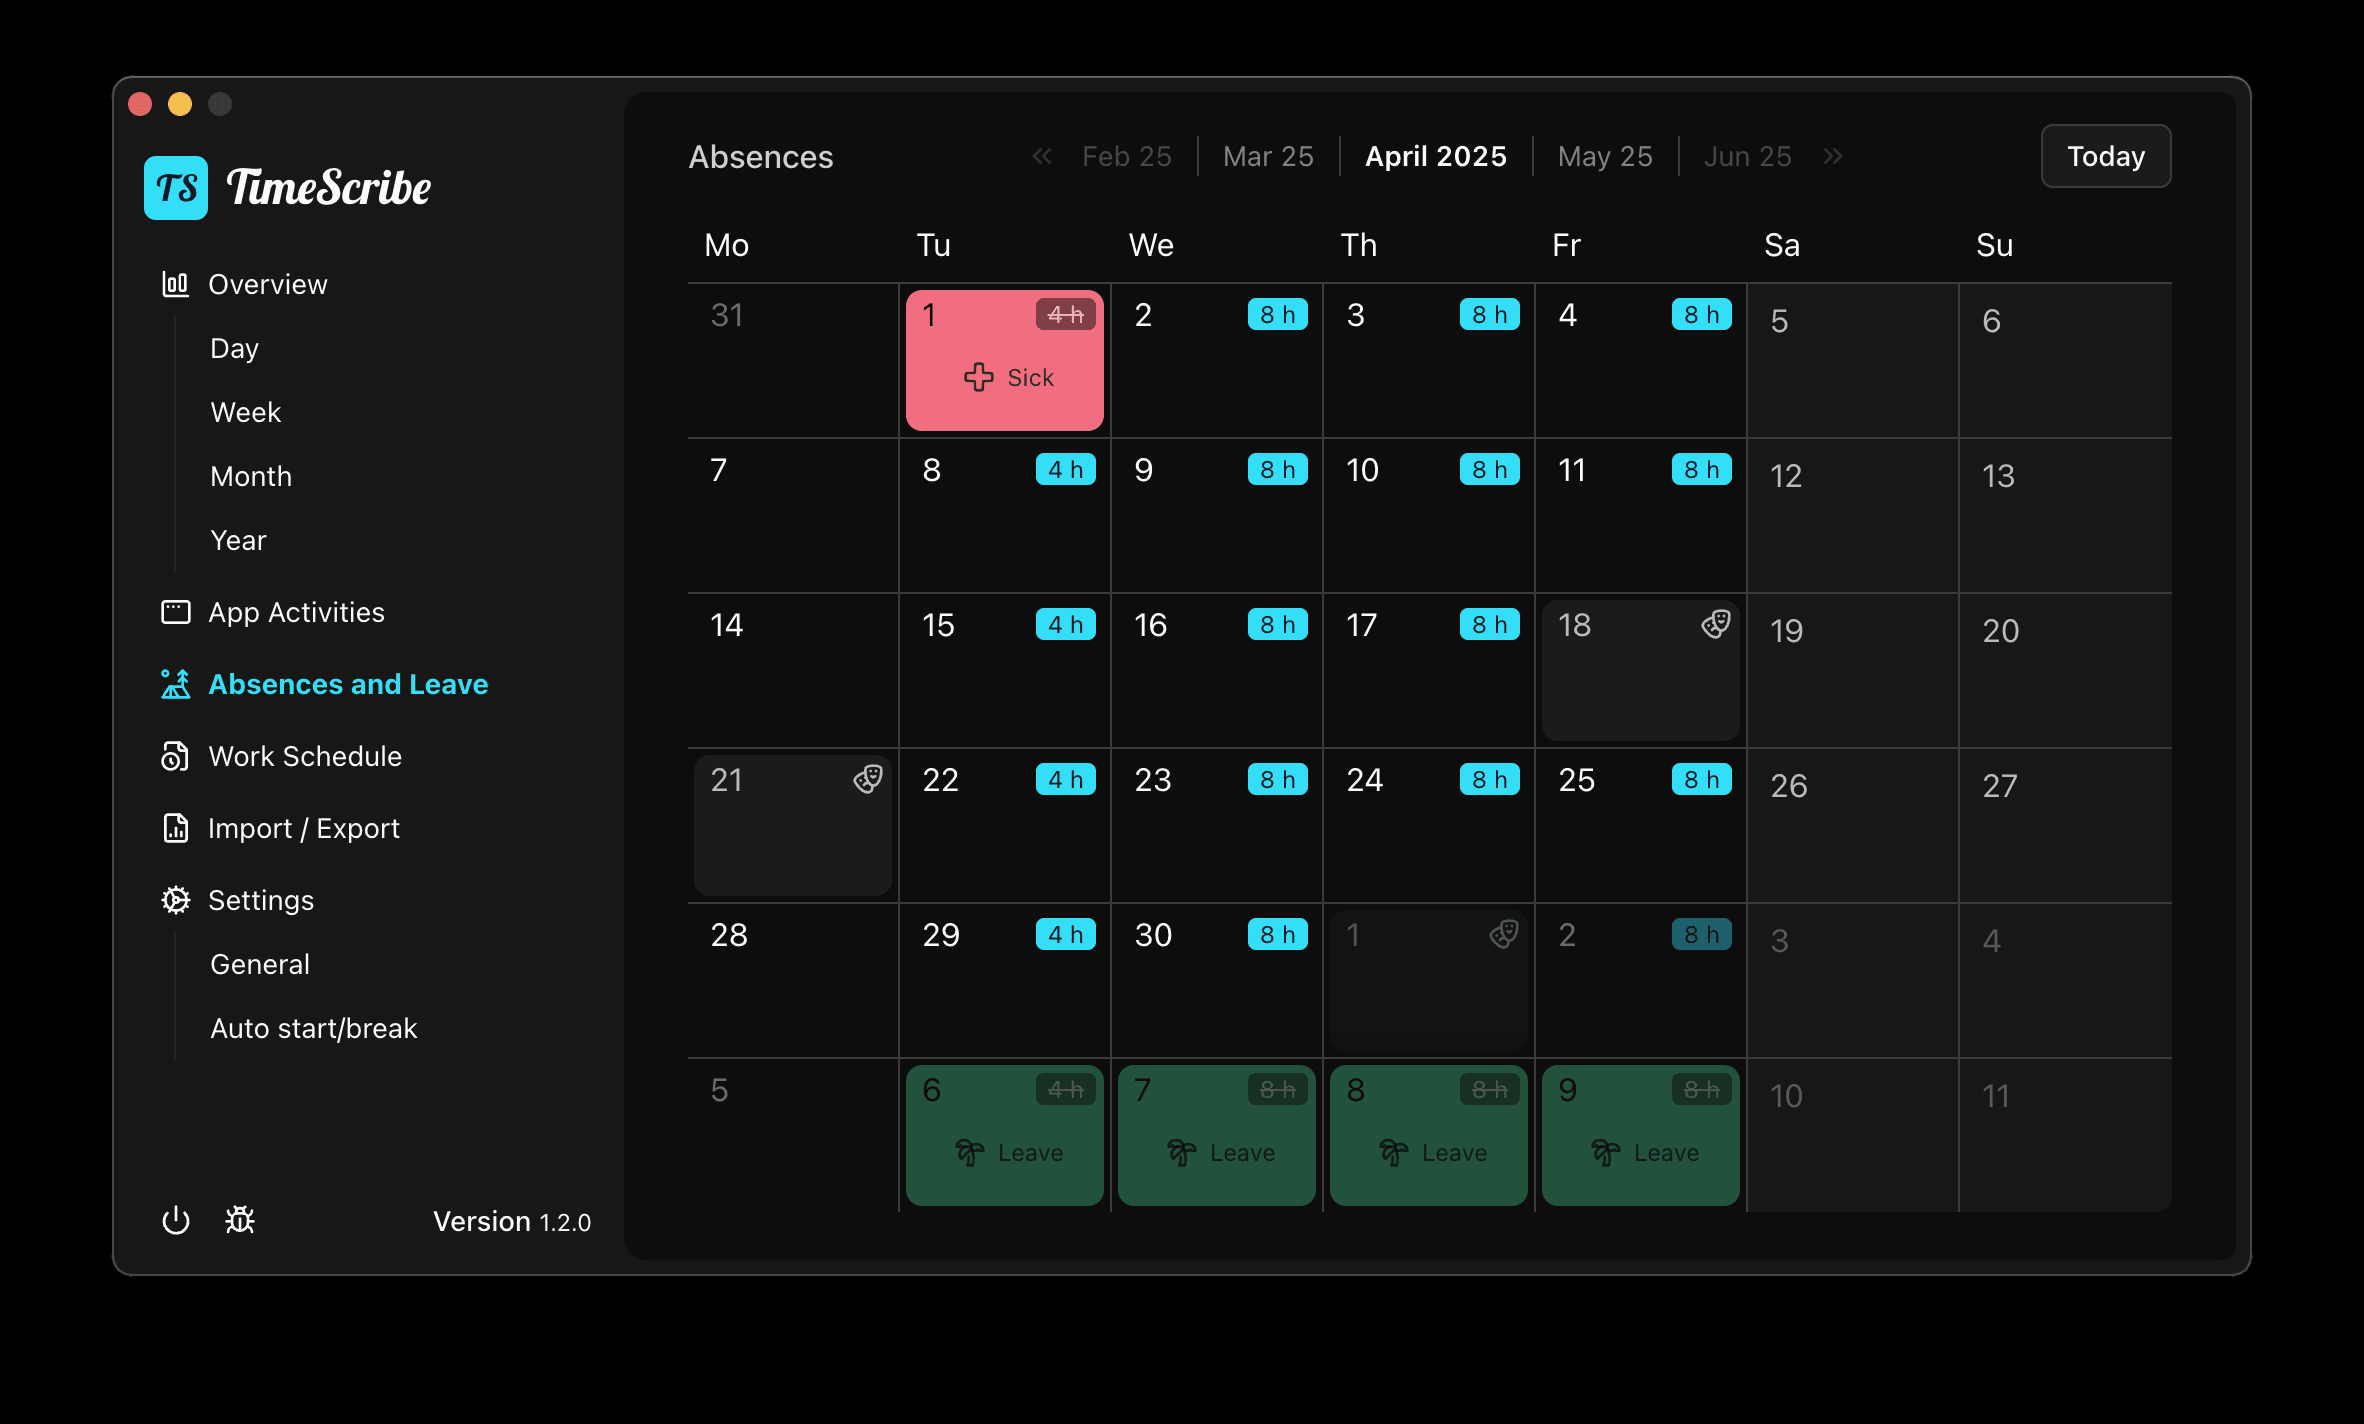 TS TimeScribe
Overview
Day
Week
Month
Year
App Activities
Absences and Leave
Work Schedule
Import / Export
Settings
General
Auto start/break
Version 1.2.0
Absences « Feb 25 Mar 25 April 2025 May 25 Jun 25 » Today
Mo Tu We Th Fr Sa Su
31 1 4 h 2 8 h 3 8 h 4 8 h 5 6
Sick
7 8 4 h 9 8 h 10 8 h 11 8 h 12 13
14 15 4 h 16 8 h 17 8 h 18 19 20
21 22 4 h 23 8 h 24 8 h 25 8 h 26 27
28 29 4 h 30 8 h 1 2 8 h 3 4
5 6 4 h 7 8 h 8 8 h 9 8 h 10 11
Leave Leave Leave Leave